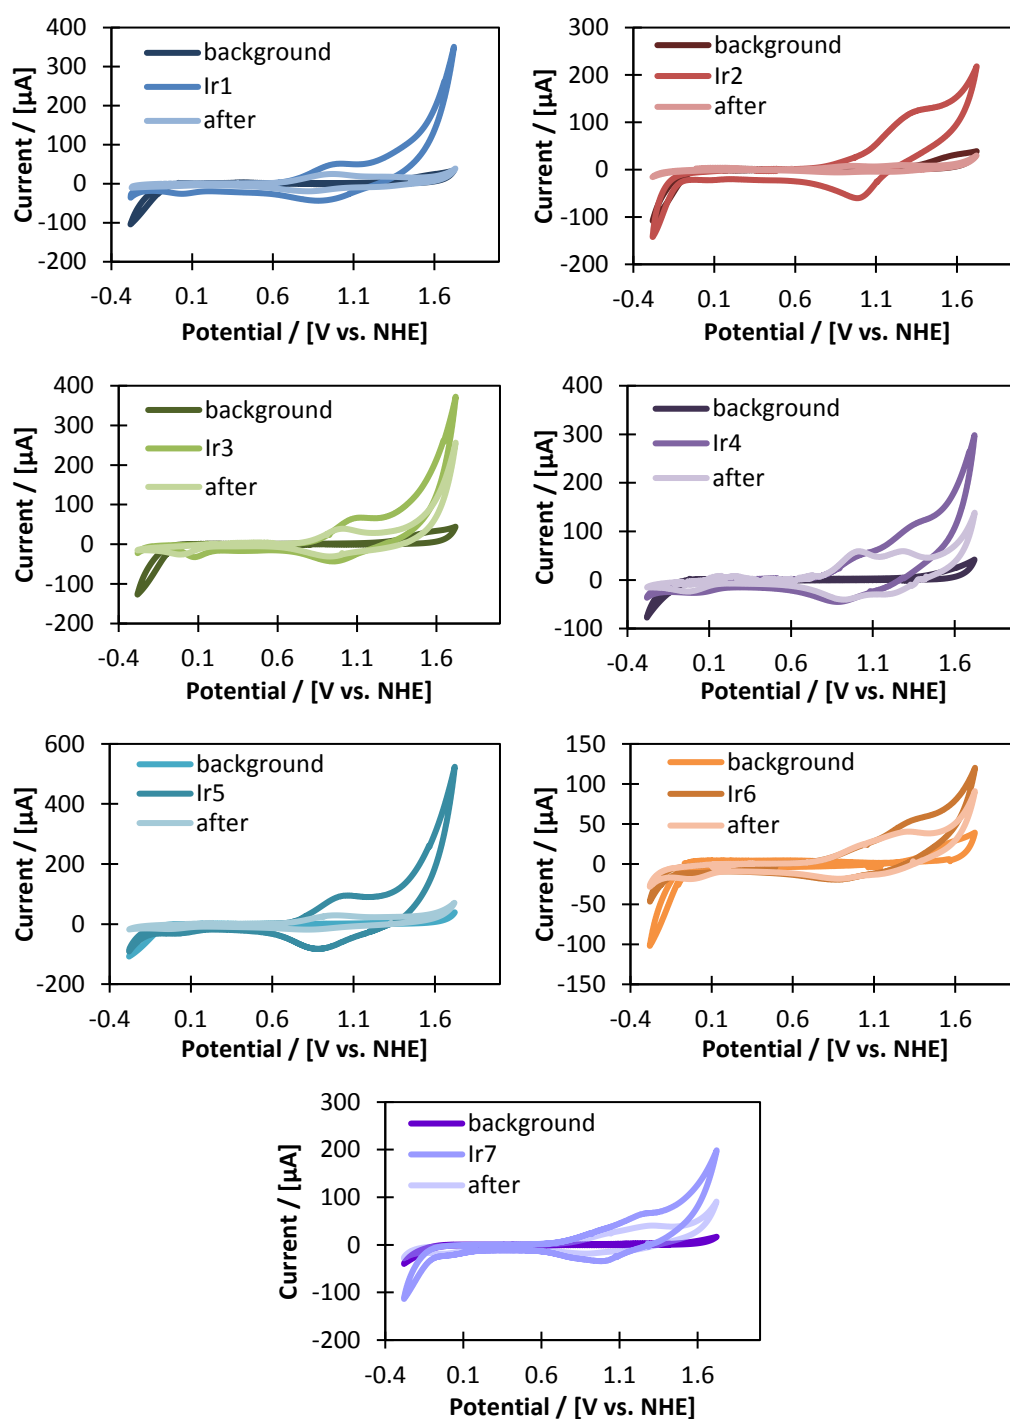 400
300
200
100
0
-100
-200
-0.4 0.1 0.6 1.1 1.6
Current / [µA]
Potential / [V vs. NHE]
background
Ir1
after
300
200
100
0
-100
-200
-0.4 0.1 0.6 1.1 1.6
Current / [µA]
Potential / [V vs. NHE]
background
Ir2
after
400
300
200
100
0
-100
-200
-0.4 0.1 0.6 1.1 1.6
Current / [µA]
Potential / [V vs. NHE]
background
Ir3
after
400
300
200
100
0
-100
-0.4 0.1 0.6 1.1 1.6
Current / [µA]
Potential / [V vs. NHE]
background
Ir4
after
600
400
200
0
-200
-0.4 0.1 0.6 1.1 1.6
Current / [µA]
Potential / [V vs. NHE]
background
Ir5
after
150
100
50
0
-50
-100
-150
-0.4 0.1 0.6 1.1 1.6
Current / [µA]
Potential / [V vs. NHE]
background
Ir6
after
300
200
100
0
-100
-200
-0.4 0.1 0.6 1.1 1.6
Current / [µA]
Potential / [V vs. NHE]
background
Ir7
after